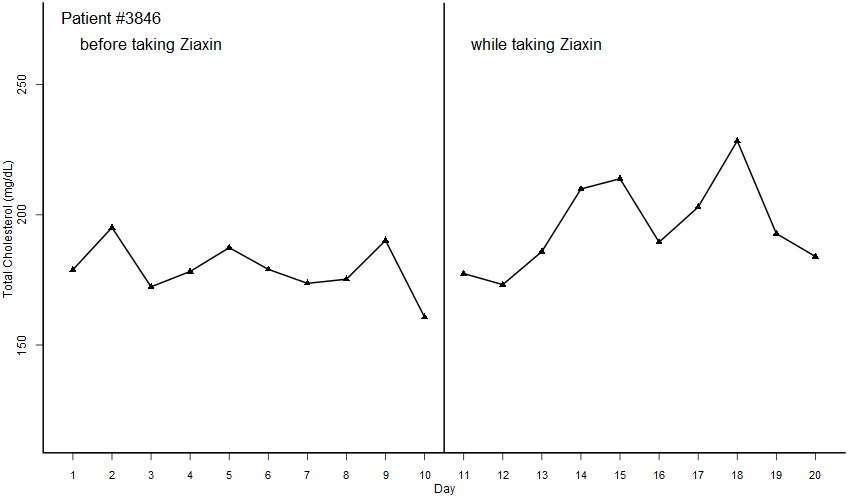 Patient #3846
before taking Ziaxin
while taking Ziaxin
Total Cholesterol (mg/dL)
250
200
150
1 2 3 4 5 6 7 8 9 10 11 12 13 14 15 16 17 18 19 20
Day